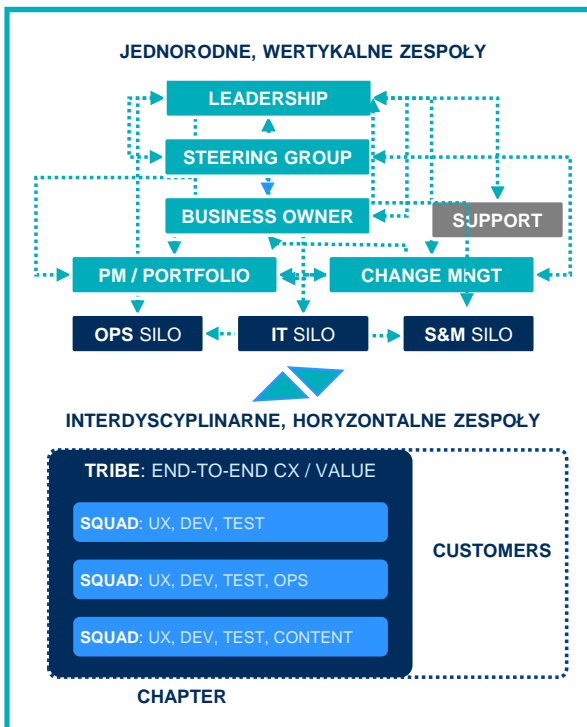 JEDNORODNE, WERTYKALNE ZESPOŁY
LEADERSHIP
STEERING GROUP
BUSINESS OWNER
SUPPORT
PM / PORTFOLIO
CHANGE MNGT
OPS SILO
IT SILO
S&M SILO
INTERDYSCYPLINARNE, HORYZONTALNE ZESPOŁY
TRIBE: END-TO-END CX / VALUE
SQUAD: UX, DEV, TEST
CUSTOMERS
SQUAD: UX, DEV, TEST, OPS
SQUAD: UX, DEV, TEST, CONTENT
CHAPTER